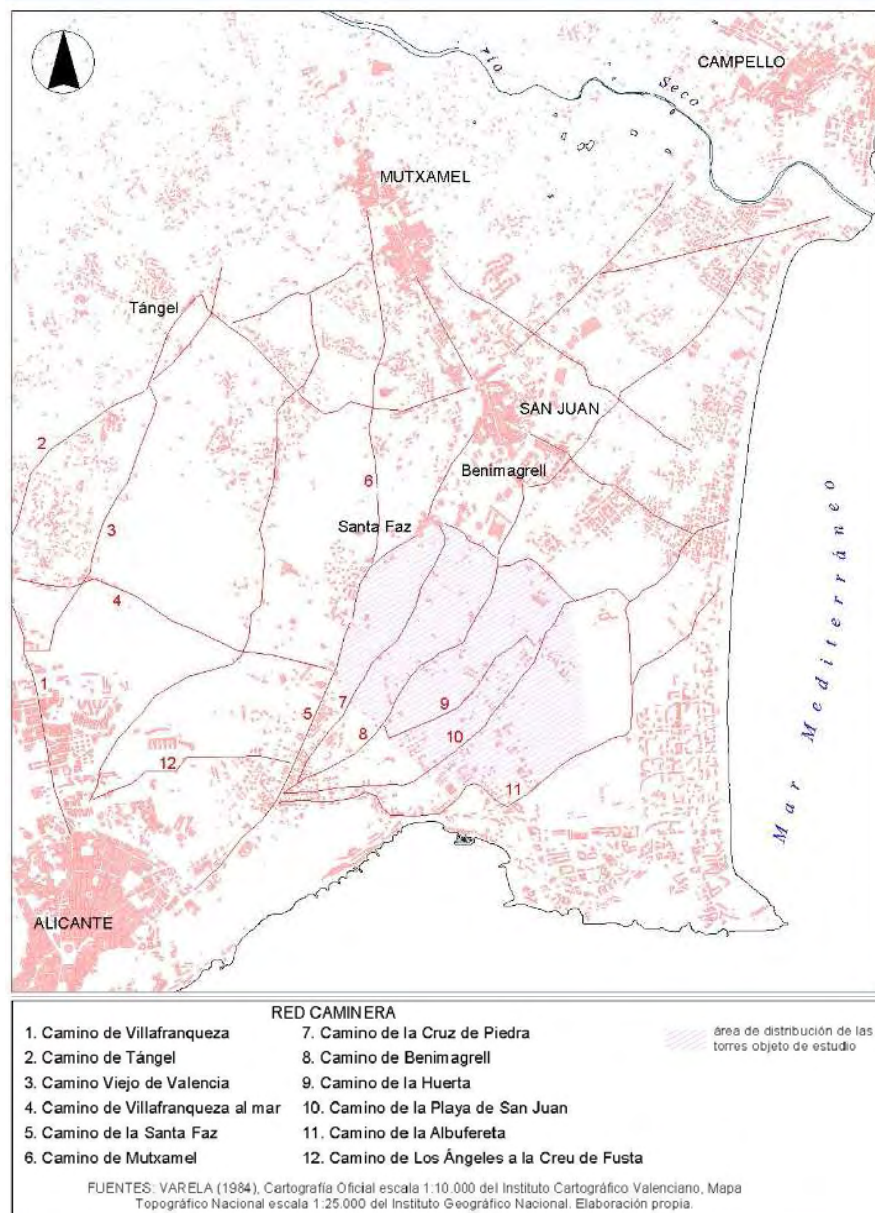 CAMPELLO
río
Seco
MUTXAMEL
Tángel
SAN JUAN
2
Benimagrell
6
Santa Faz
3
4
Mar Mediterráneo
1
5
7
9
8
10
12
11
ALICANTE
RED CAMINERA
1. Camino de Villafranqueza
2. Camino de Tángel
3. Camino Viejo de Valencia
4. Camino de Villafranqueza al mar
5. Camino de la Santa Faz
6. Camino de Mutxamel
7. Camino de la Cruz de Piedra
8. Camino de Benimagrell
9. Camino de la Huerta
10. Camino de la Playa de San Juan
11. Camino de la Albufereta
12. Camino de Los Ángeles a la Creu de Fusta
área de distribución de las
torres objeto de estudio
FUENTES: VARELA (1984), Cartografía Oficial escala 1:10.000 del Instituto Cartográfico Valenciano, Mapa
Topográfico Nacional escala 1:25.000 del Instituto Geográfico Nacional. Elaboración propia.